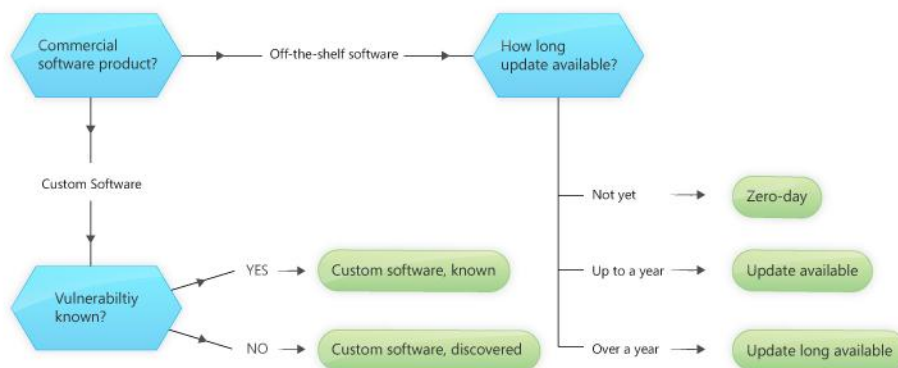 Commercial
software product?
Off-the-shelf software
How long
update available?
Custom Software
Not yet
Zero-day
YES
Custom software, known
Up to a year
Update available
Vulnerabiltiy
known?
NO
Custom software, discovered
Over a year
Update long available